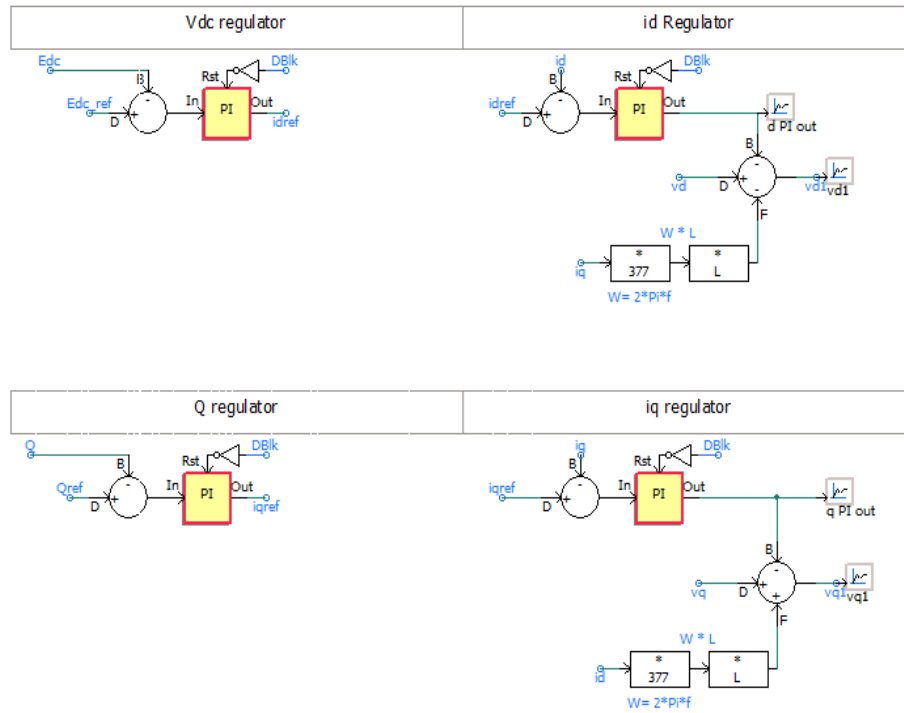 Vdc regulator
id Regulator
Edc
B
-
Rst
DBlk
Edc_ref
D
+
In
PI
Out
idref
id
B
-
Rst
DBlk
idref
D
+
In
PI
Out
d PI out
B
-
vd
D
+
-
vd1
vd1
F
W * L
iq
*
377
*
L
W= 2*Pi*f
Q regulator
iq regulator
Q
B
-
Rst
DBlk
Qref
D
+
In
PI
Out
iqref
iq
B
-
Rst
DBlk
iqref
D
+
In
PI
Out
q PI out
B
-
vq
D
+
+
vq1
vq1
F
W * L
id
*
377
*
L
W= 2*Pi*f